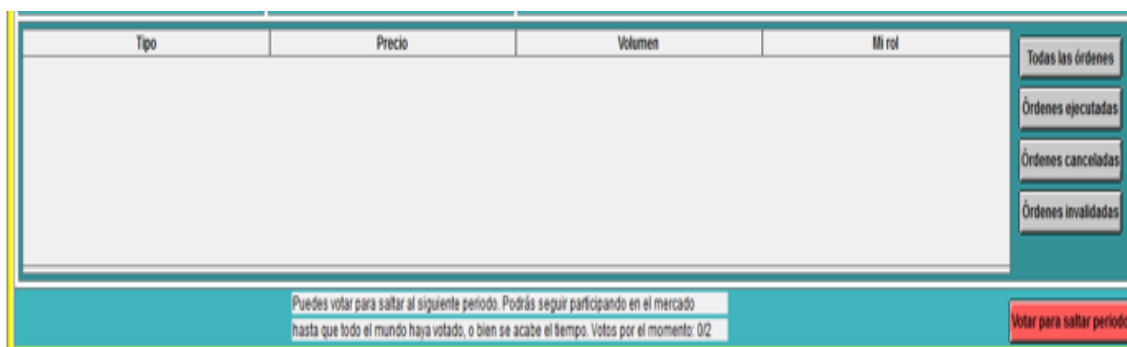 Tipo Precio Volumen Mi rol
Todas las órdenes
Órdenes ejecutadas
Órdenes canceladas
Órdenes invalidadas
Puedes votar para saltar al siguiente periodo. Podrás seguir participando en el mercado
hasta que todo el mundo haya votado, o bien se acabe el tiempo. Votos por el momento: 0/2
Votar para saltar periodo